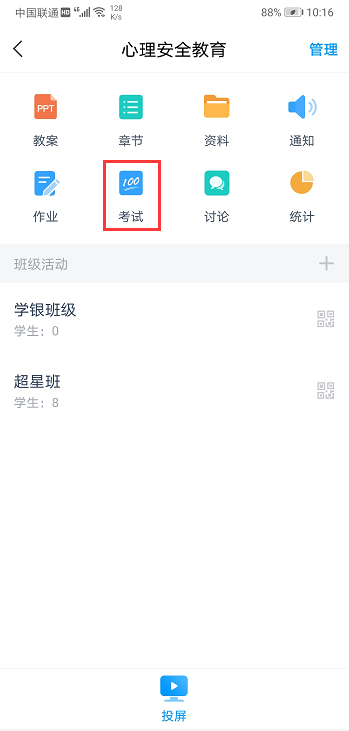 中国联通 HD 4G 128 K/s 88% 10:16
心理安全教育 管理
PPT 100
教案 章节 资料 通知
作业 考试 讨论 统计
班级活动
学银班级
学生：0
超星班
学生：8
投屏